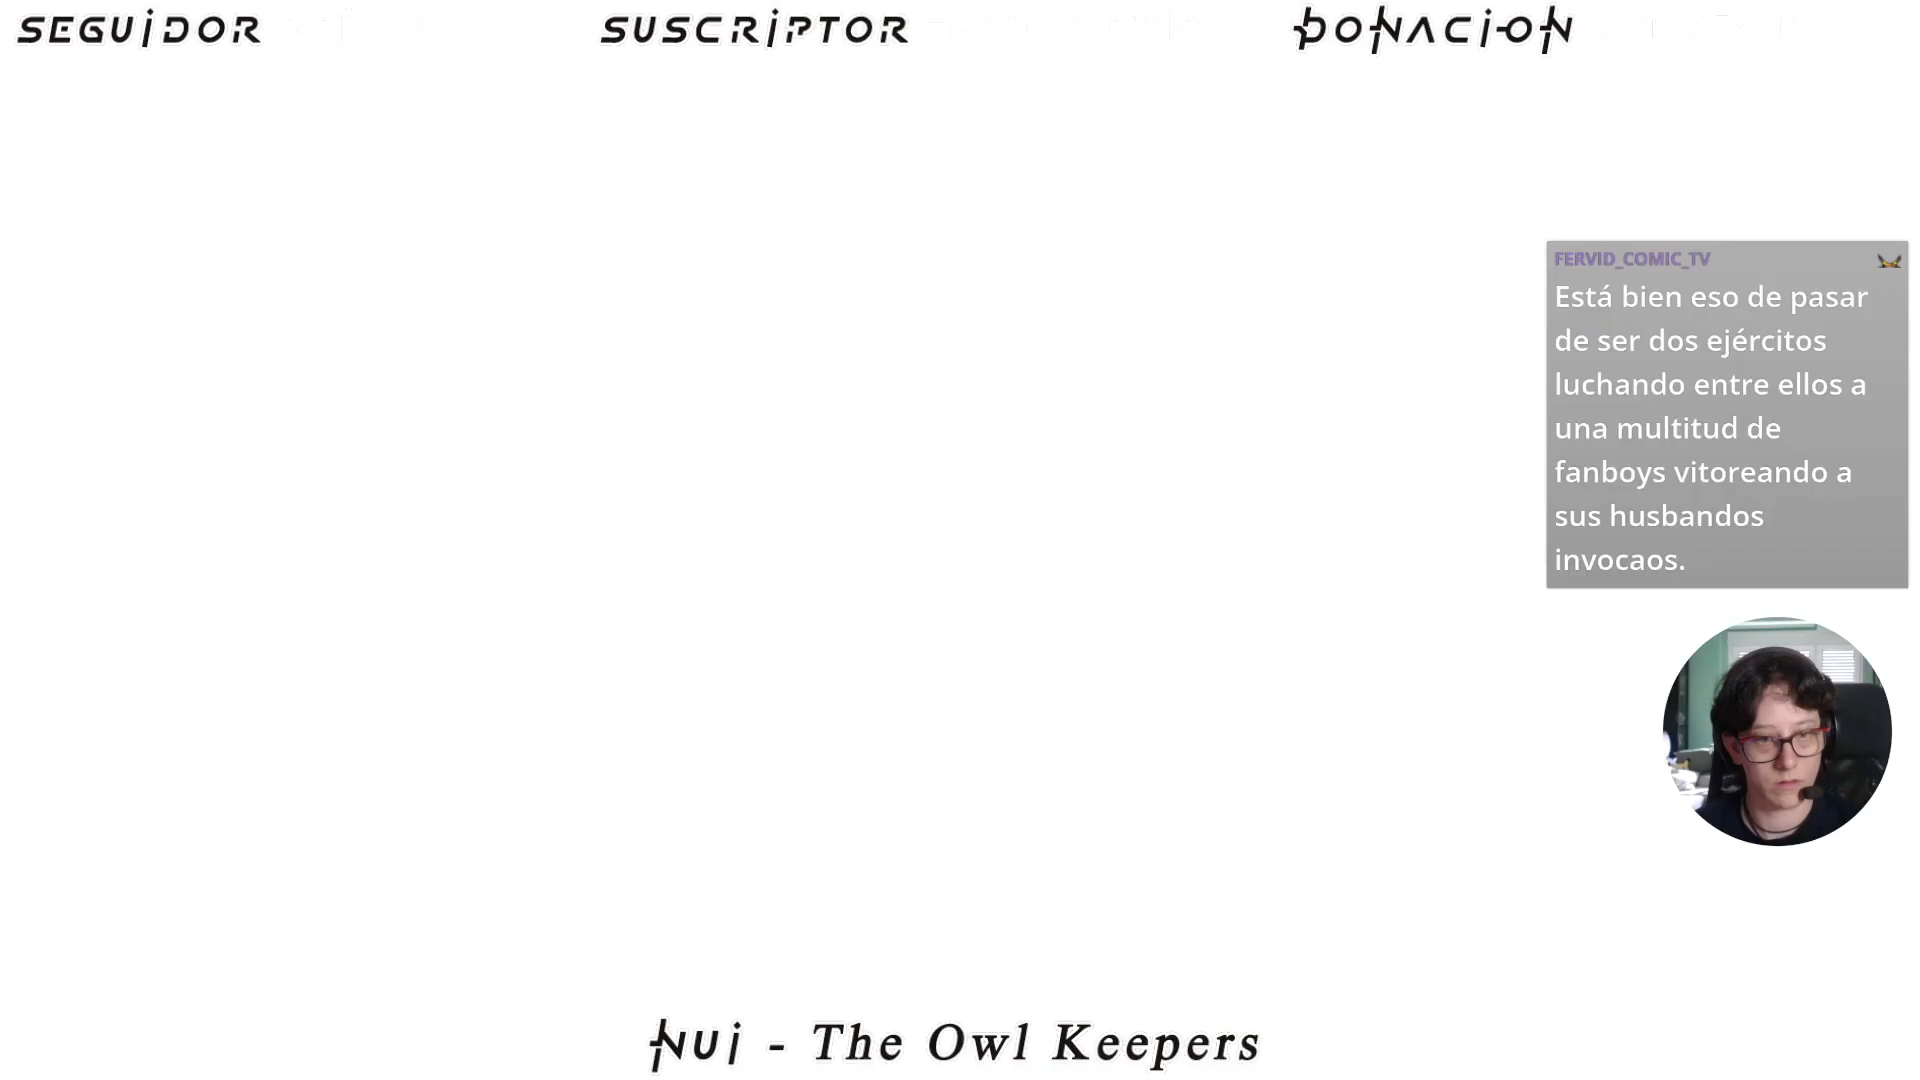 SEGUIDOR
SUSCRIPTOR
DONACION
FERVID_COMIC_TV
Está bien eso de pasar
de ser dos ejércitos
luchando entre ellos a
una multitud de
fanboys vitoreando a
sus husbandos
invocaos.
NUI - The Owl Keepers